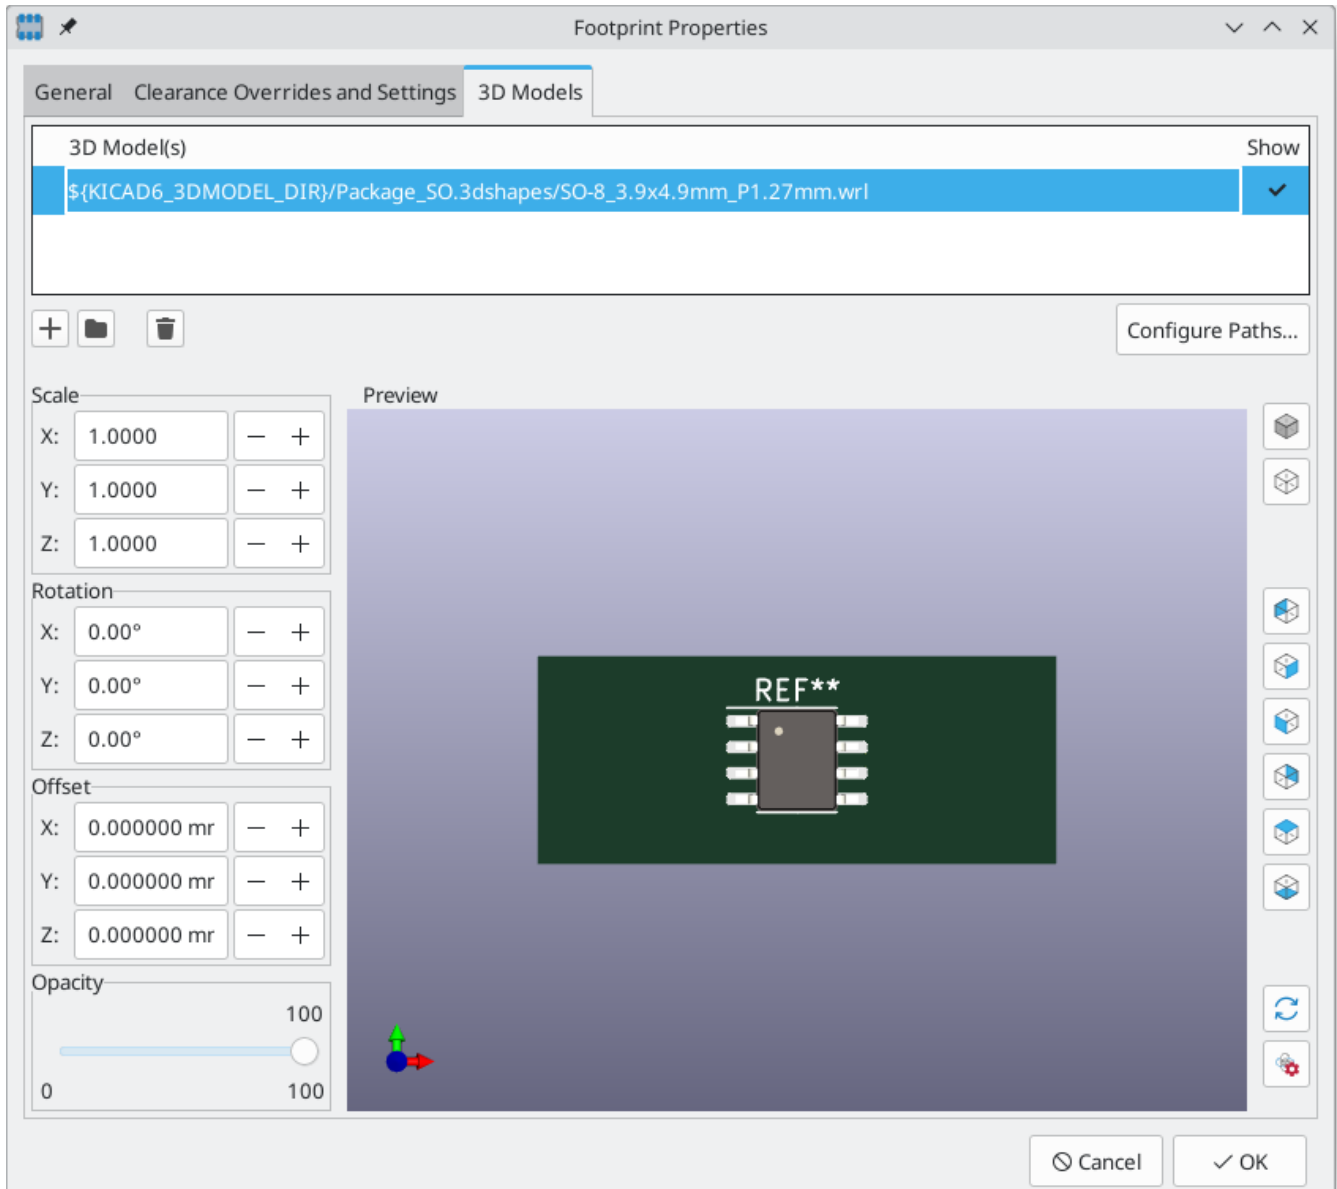 Footprint Properties
General Clearance Overrides and Settings 3D Models
3D Model(s) Show
${KICAD6_3DMODEL_DIR}/Package_SO.3dshapes/SO-8_3.9x4.9mm_P1.27mm.wrl
Configure Paths...
Scale
X: 1.0000
Y: 1.0000
Z: 1.0000
Rotation
X: 0.00°
Y: 0.00°
Z: 0.00°
Offset
X: 0.000000 mr
Y: 0.000000 mr
Z: 0.000000 mr
Opacity
100
0 100
Preview
REF**
Cancel OK